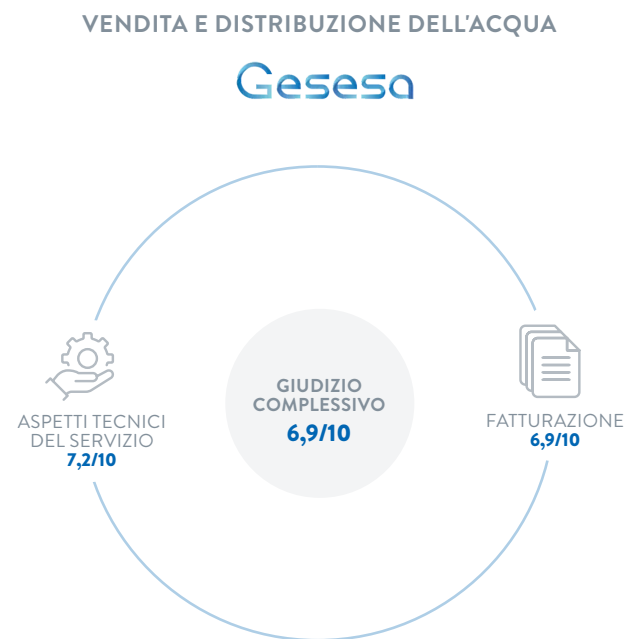 VENDITA E DISTRIBUZIONE DELL'ACQUA
Gesesa
GIUDIZIO
COMPLESSIVO
6,9/10
ASPETTI TECNICI
DEL SERVIZIO
7,2/10
FATTURAZIONE
6,9/10